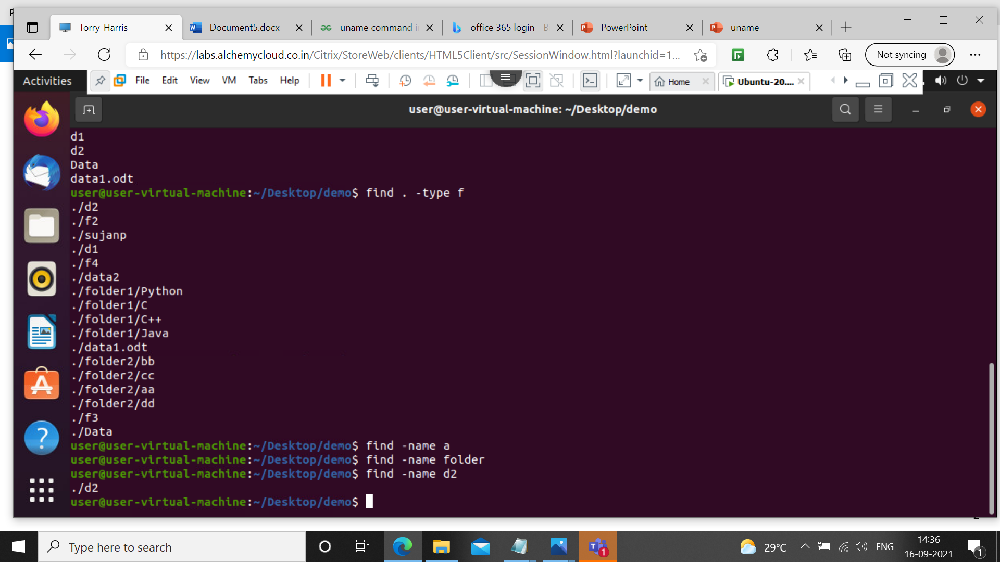 Torry-Harris
Document5.docx
uname command i
office 365 login - B
PowerPoint
uname
https://labs.alchemycloud.co.in/Citrix/StoreWeb/clients/HTML5Client/src/SessionWindow.html?launchid=1...
Not syncing
Activities
File Edit View VM Tabs Help
Home
Ubuntu-20....
user@user-virtual-machine: ~/Desktop/demo
d1
d2
Data
data1.odt
user@user-virtual-machine:~/Desktop/demo$ find . -type f
./d2
./f2
./sujanp
./d1
./f4
./data2
./folder1/Python
./folder1/C
./folder1/C++
./folder1/Java
./data1.odt
./folder2/bb
./folder2/cc
./folder2/aa
./folder2/dd
./f3
./Data
user@user-virtual-machine:~/Desktop/demo$ find -name a
user@user-virtual-machine:~/Desktop/demo$ find -name folder
user@user-virtual-machine:~/Desktop/demo$ find -name d2
./d2
user@user-virtual-machine:~/Desktop/demo$
Type here to search
1
29°C
ENG
14:36
16-09-2021
1